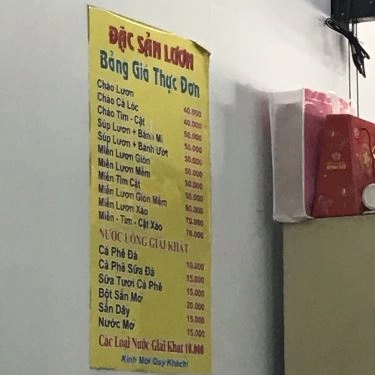 ĐẶC SẢN LƯƠN
Bảng Giá Thực Đơn
Cháo Lươn 40.000
Cháo Cá Lóc 40.000
Cháo Tim - Cật 50.000
Súp Lươn + Bánh Mì 50.000
Súp Lươn + Bánh Ướt 50.000
Miến Lươn Giòn 50.000
Miến Lươn Mềm 50.000
Miến Tim Cật 50.000
Miến Lươn Giòn Mềm 50.000
Miến Lươn Xào 70.000
Miến - Tim - Cật Xào 70.000
NƯỚC UỐNG GIẢI KHÁT
Cà Phê Đá 10.000
Cà Phê Sữa Đá 15.000
Sữa Tươi Cà Phê 15.000
Bột Sắn Mơ 20.000
Sắn Dây 15.000
Nước Mơ 15.000
Các Loại Nước Giải Khát 10.000
Kính Mời Quý Khách!